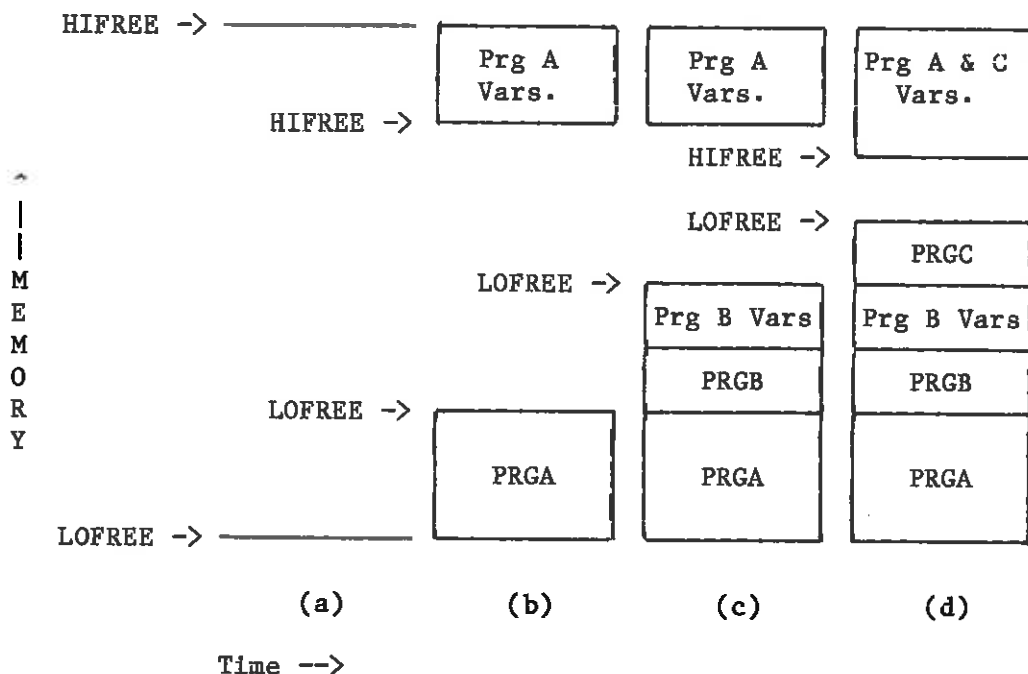 HIFREE ->
Prg A
Vars.
Prg A
Vars.
Prg A & C
Vars.
HIFREE ->
HIFREE ->
LOFREE ->
PRGC
LOFREE ->
Prg B Vars
Prg B Vars
PRGB
PRGB
LOFREE ->
PRGA
PRGA
PRGA
LOFREE ->
MEMORY
(a) (b) (c) (d)
Time -->